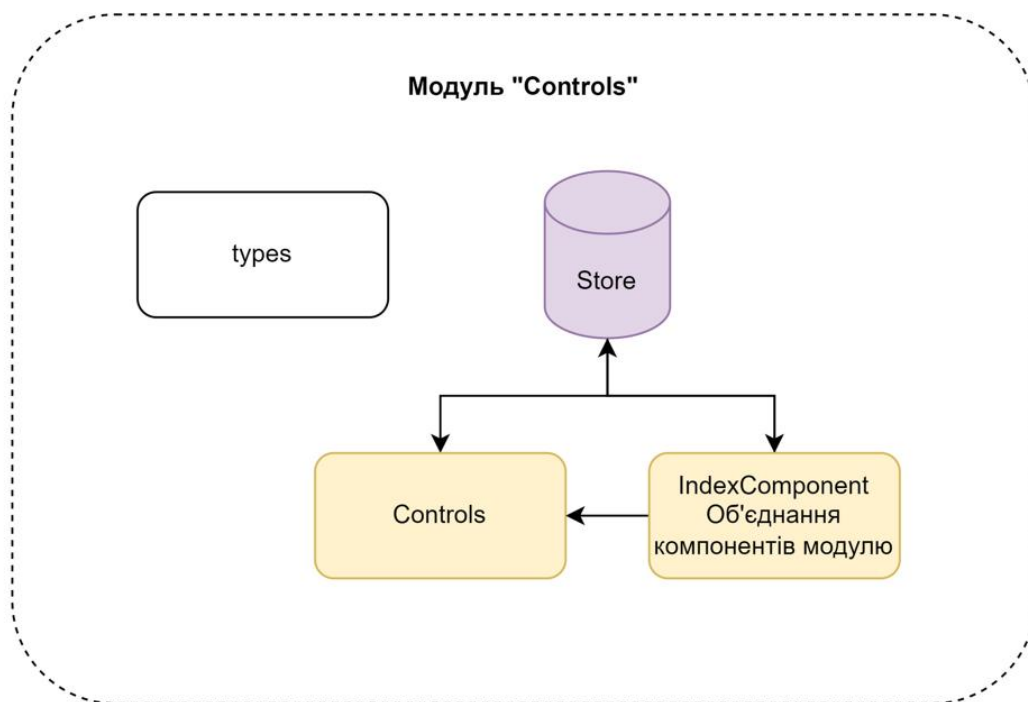 Модуль "Controls"
types
Store
Controls
IndexComponent
Об'єднання
компонентів модулю